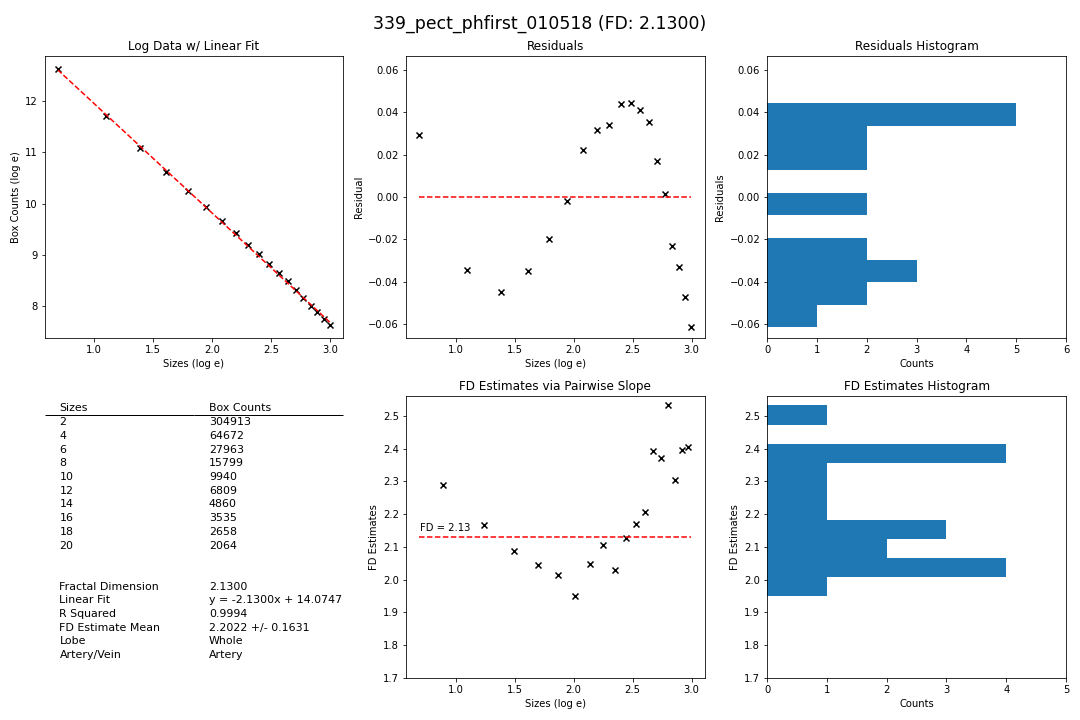 339_pect_phfirst_010518 (FD: 2.1300)
Log Data w/ Linear Fit
Box Counts (log e)
12
11
10
9
8
1.0 1.5 2.0 2.5 3.0
Sizes (log e)
Residuals
Residual
0.06
0.04
0.02
0.00
−0.02
−0.04
−0.06
1.0 1.5 2.0 2.5 3.0
Sizes (log e)
Residuals Histogram
Residuals
0.06
0.04
0.02
0.00
−0.02
−0.04
−0.06
0 1 2 3 4 5 6
Counts
Sizes Box Counts
2 304913
4 64672
6 27963
8 15799
10 9940
12 6809
14 4860
16 3535
18 2658
20 2064
Fractal Dimension 2.1300
Linear Fit y = -2.1300x + 14.0747
R Squared 0.9994
FD Estimate Mean 2.2022 +/- 0.1631
Lobe Whole
Artery/Vein Artery
FD Estimates via Pairwise Slope
FD Estimates
2.5
2.4
2.3
2.2
2.1
2.0
1.9
1.8
1.7
FD = 2.13
1.0 1.5 2.0 2.5 3.0
Sizes (log e)
FD Estimates Histogram
FD Estimates
2.5
2.4
2.3
2.2
2.1
2.0
1.9
1.8
1.7
0 1 2 3 4 5
Counts